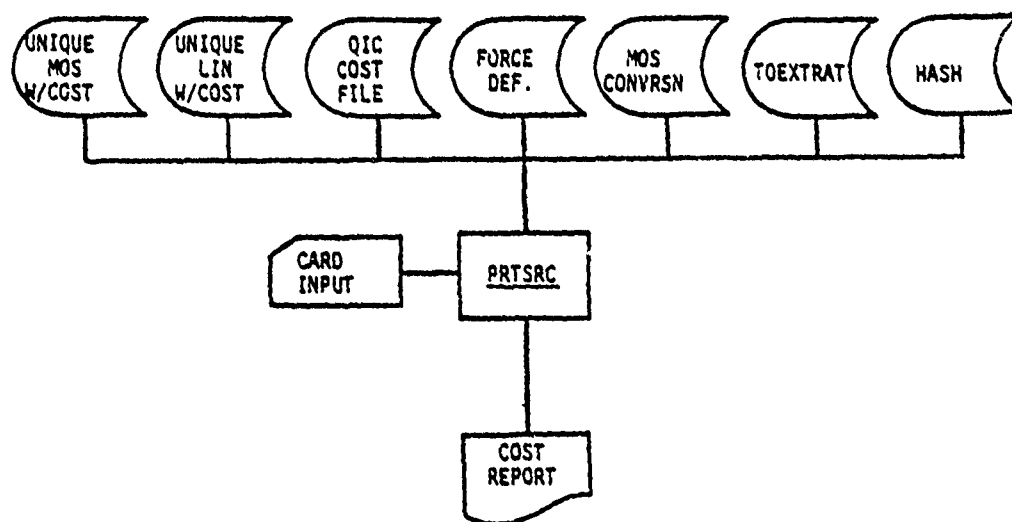 UNIQUE
MOS
W/COST
UNIQUE
LIN
W/COST
QIC
COST
FILE
FORCE
DEF.
MOS
CONVRSN
TOEXTRAT
HASH
CARD
INPUT
PRTSRC
COST
REPORT